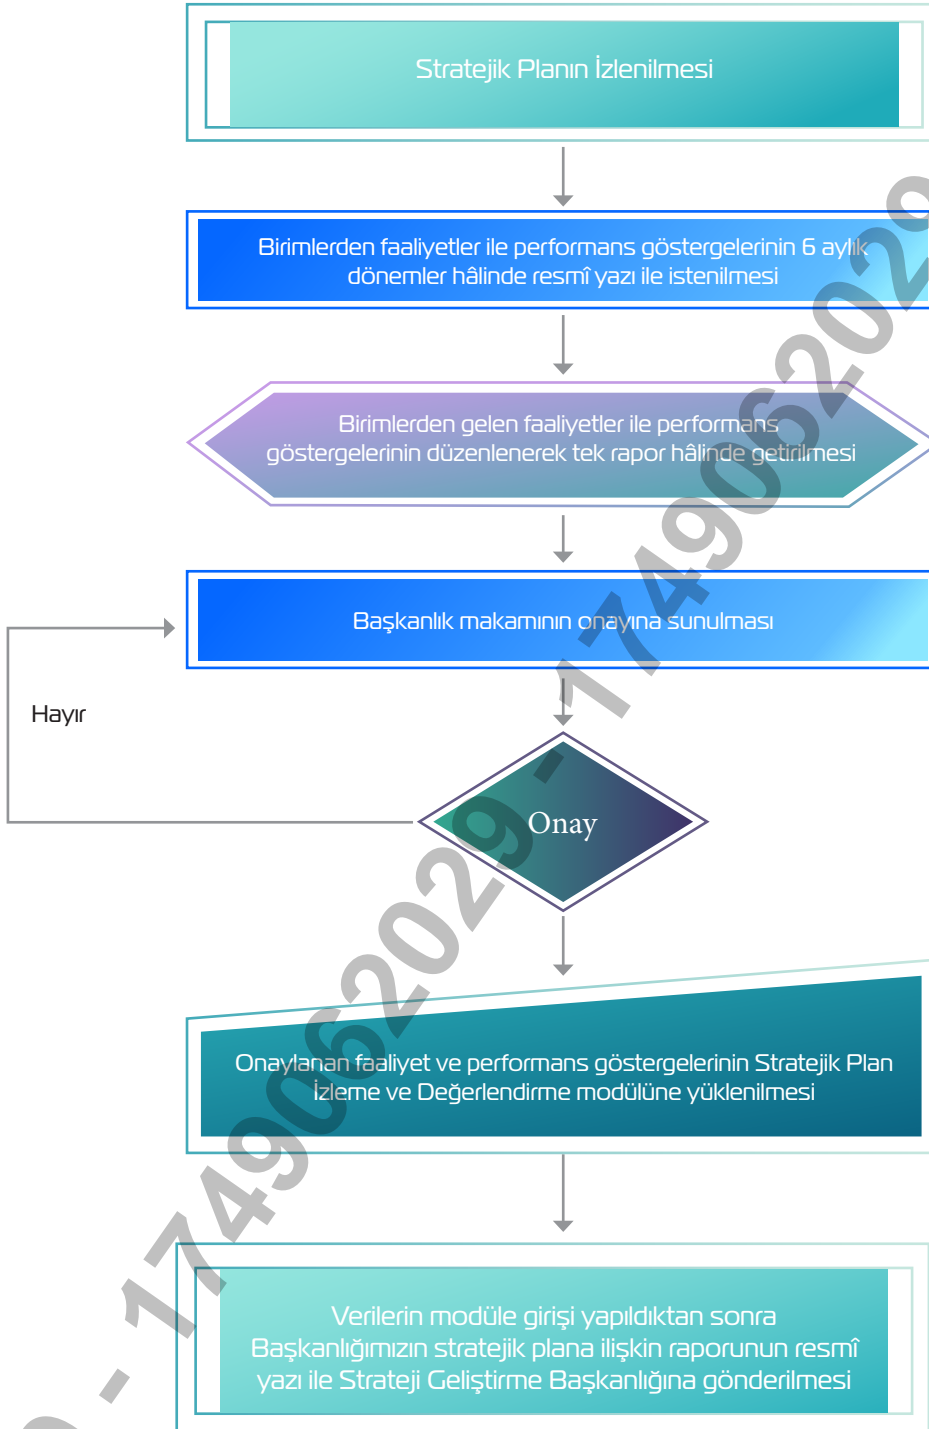 Stratejik Planın İzlenilmesi
Birimlerden faaliyetler ile performans göstergelerinin 6 aylık
dönemler hâlinde resmî yazı ile istenilmesi
Birimlerden gelen faaliyetler ile performans
göstergelerinin düzenlenerek tek rapor hâlinde getirilmesi
Başkanlık makamının onayına sunulması
Hayır
Onay
Onaylanan faaliyet ve performans göstergelerinin Stratejik Plan
İzleme ve Değerlendirme modülüne yüklenilmesi
Verilerin modüle girişi yapıldıktan sonra
Başkanlığımızın stratejik plana ilişkin raporunun resmî
yazı ile Strateji Geliştirme Başkanlığına gönderilmesi
9 - 1749062029 - 1749062029